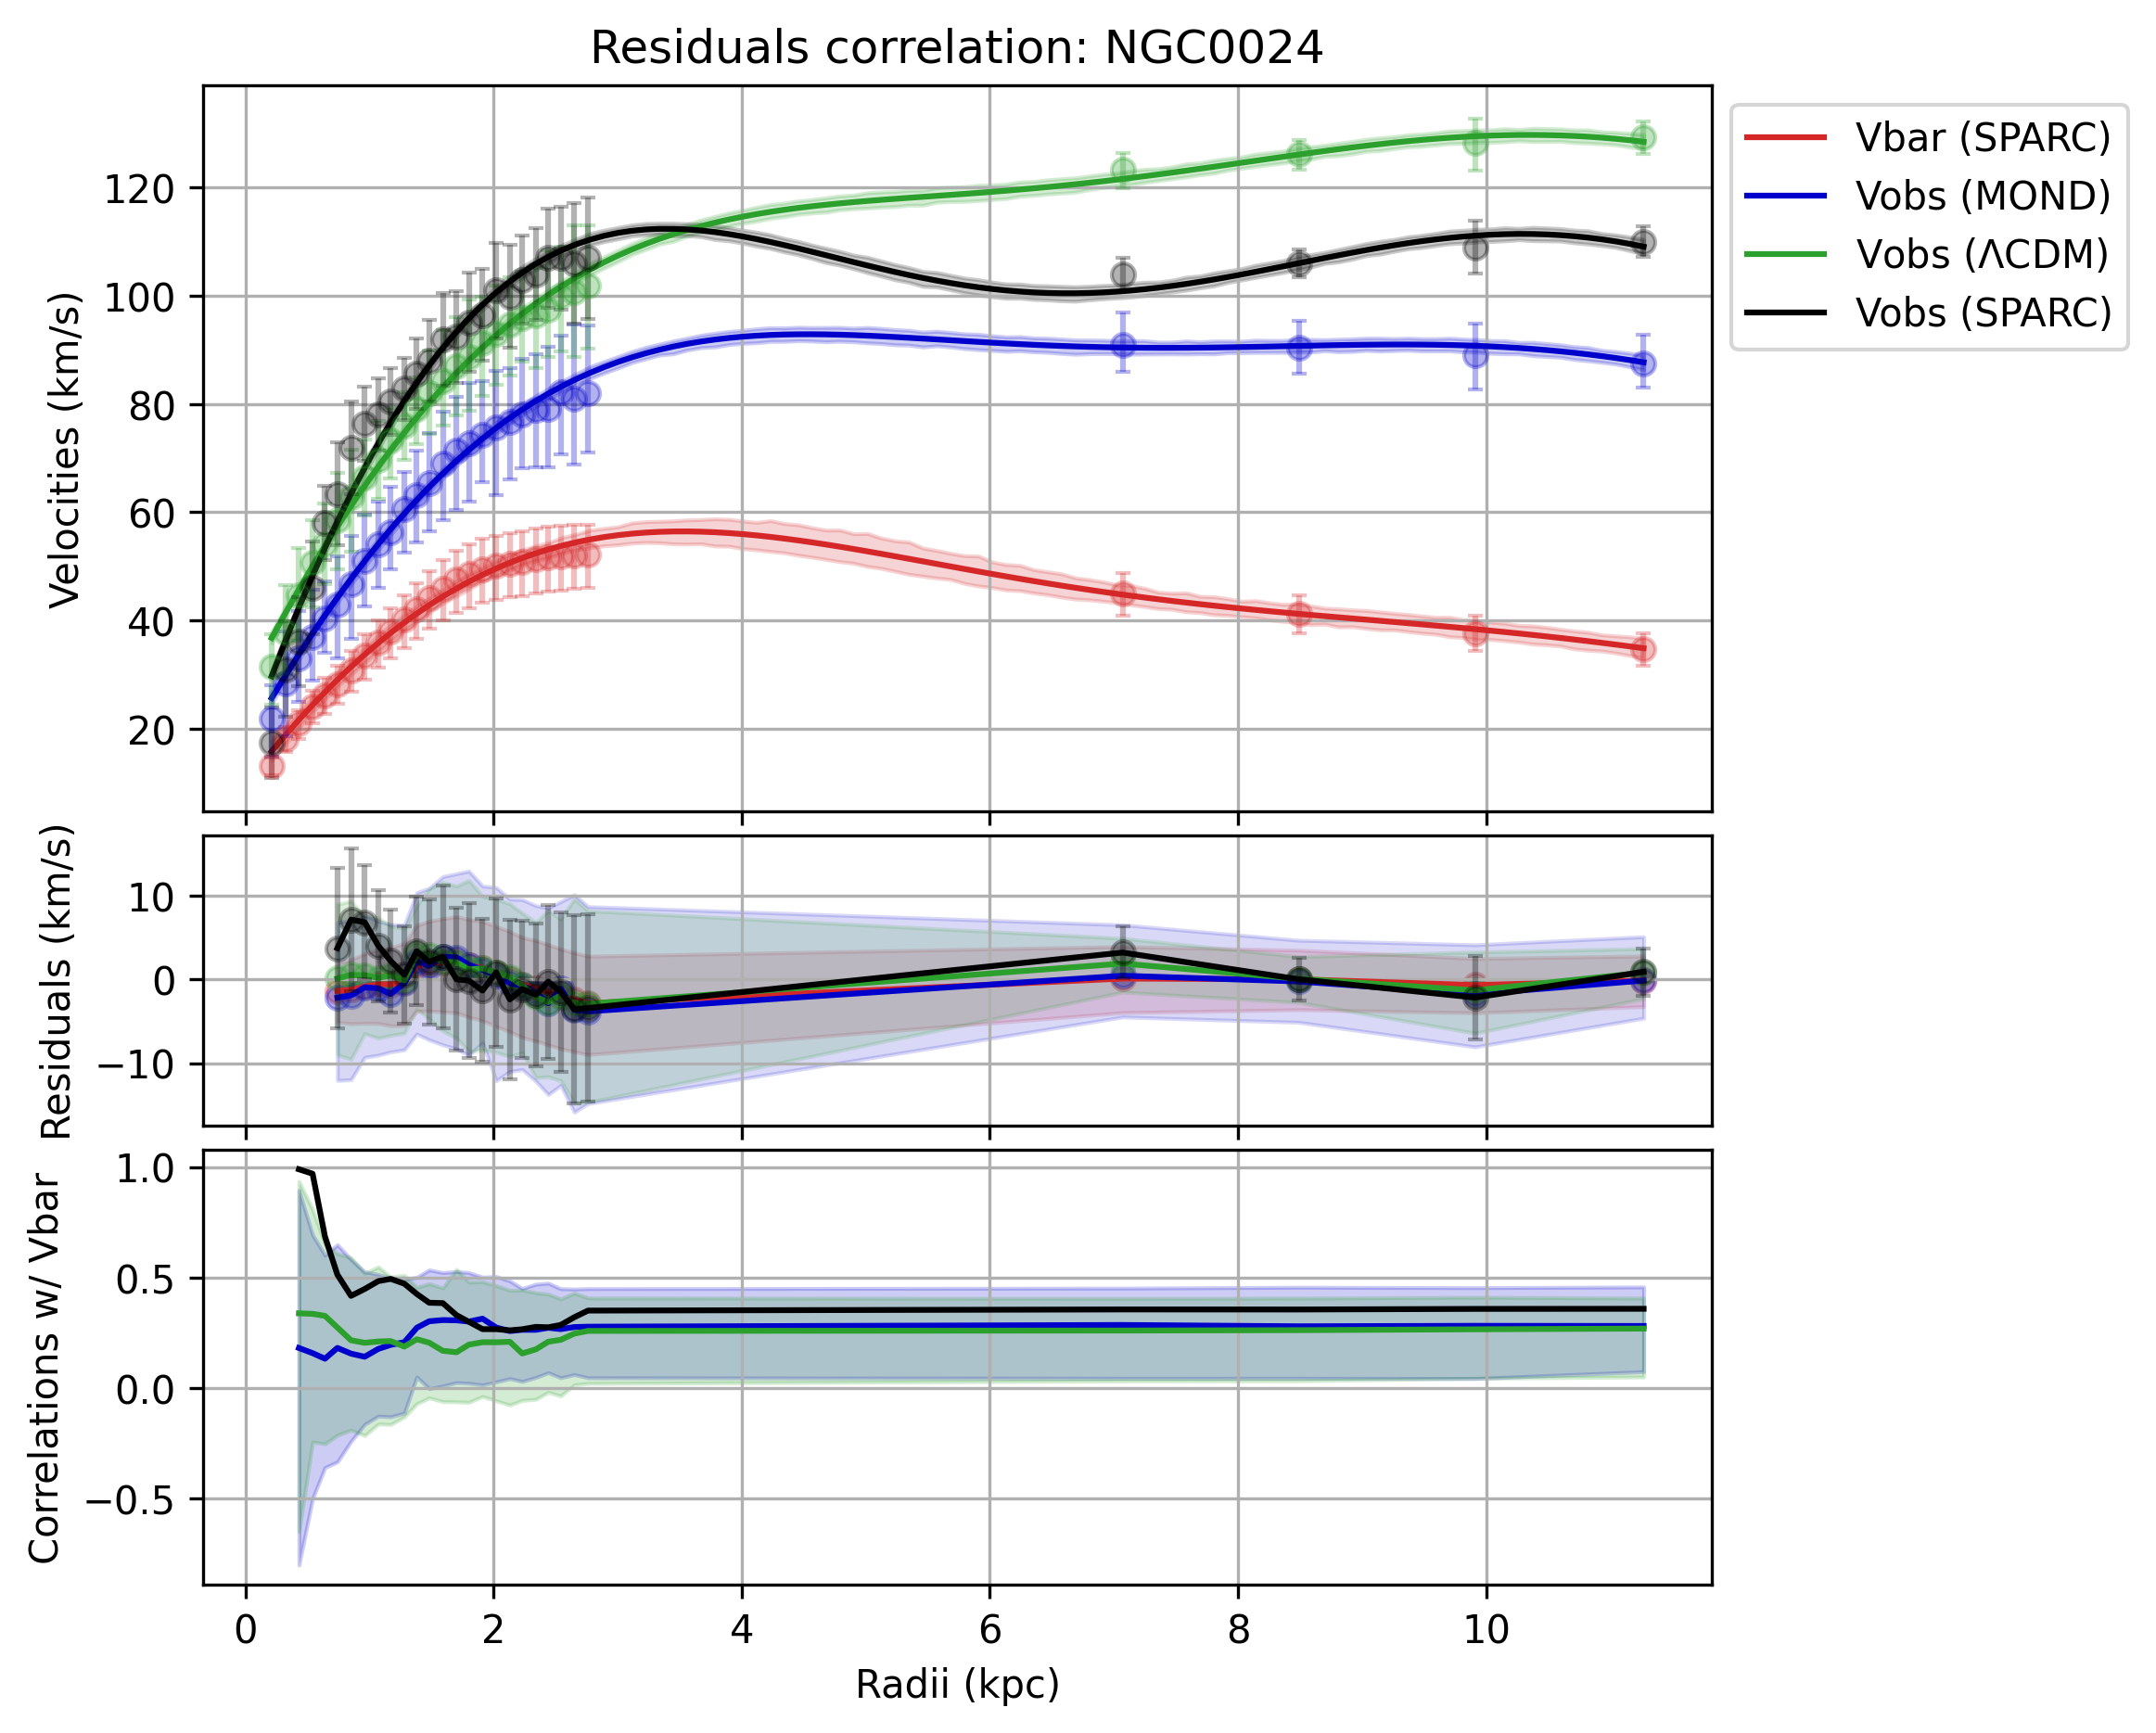 Residuals correlation: NGC0024
Velocities (km/s)
120
100
80
60
40
20
Vbar (SPARC)
Vobs (MOND)
Vobs (ΛCDM)
Vobs (SPARC)
Residuals (km/s)
10
0
−10
Correlations w/ Vbar
1.0
0.5
0.0
−0.5
0 2 4 6 8 10
Radii (kpc)